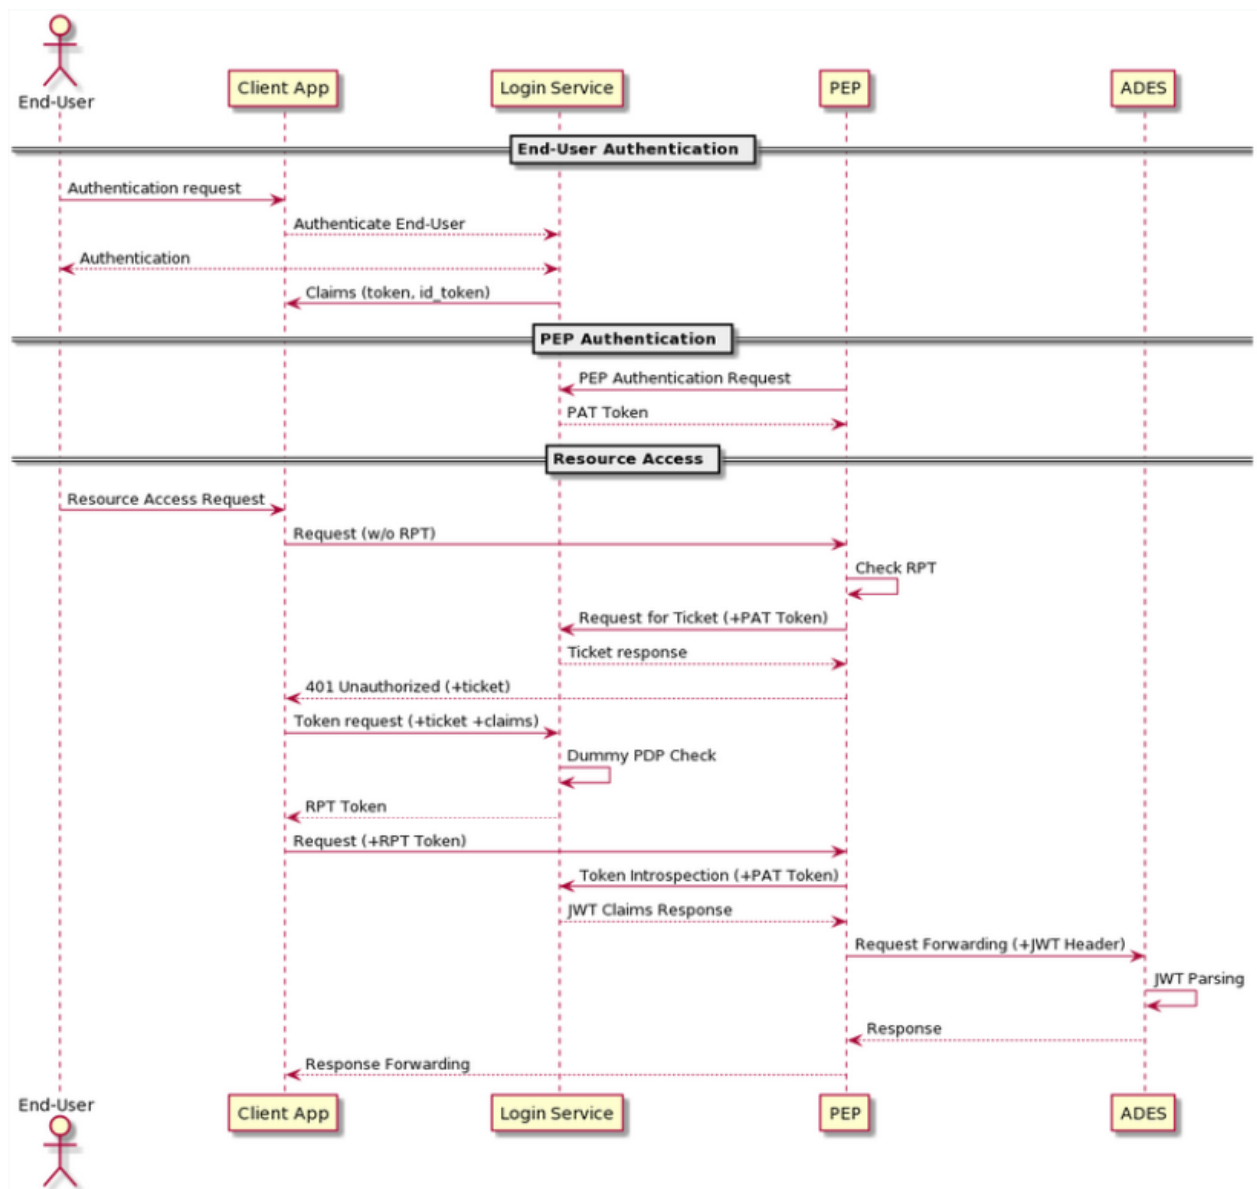 End-User
Client App
Login Service
PEP
ADES
End-User Authentication
Authentication request
Authenticate End-User
Authentication
Claims (token, id_token)
PEP Authentication
PEP Authentication Request
PAT Token
Resource Access
Resource Access Request
Request (w/o RPT)
Check RPT
Request for Ticket (+PAT Token)
Ticket response
401 Unauthorized (+ticket)
Token request (+ticket +claims)
Dummy PDP Check
RPT Token
Request (+RPT Token)
Token Introspection (+PAT Token)
JWT Claims Response
Request Forwarding (+JWT Header)
JWT Parsing
Response
Response Forwarding
End-User
Client App
Login Service
PEP
ADES